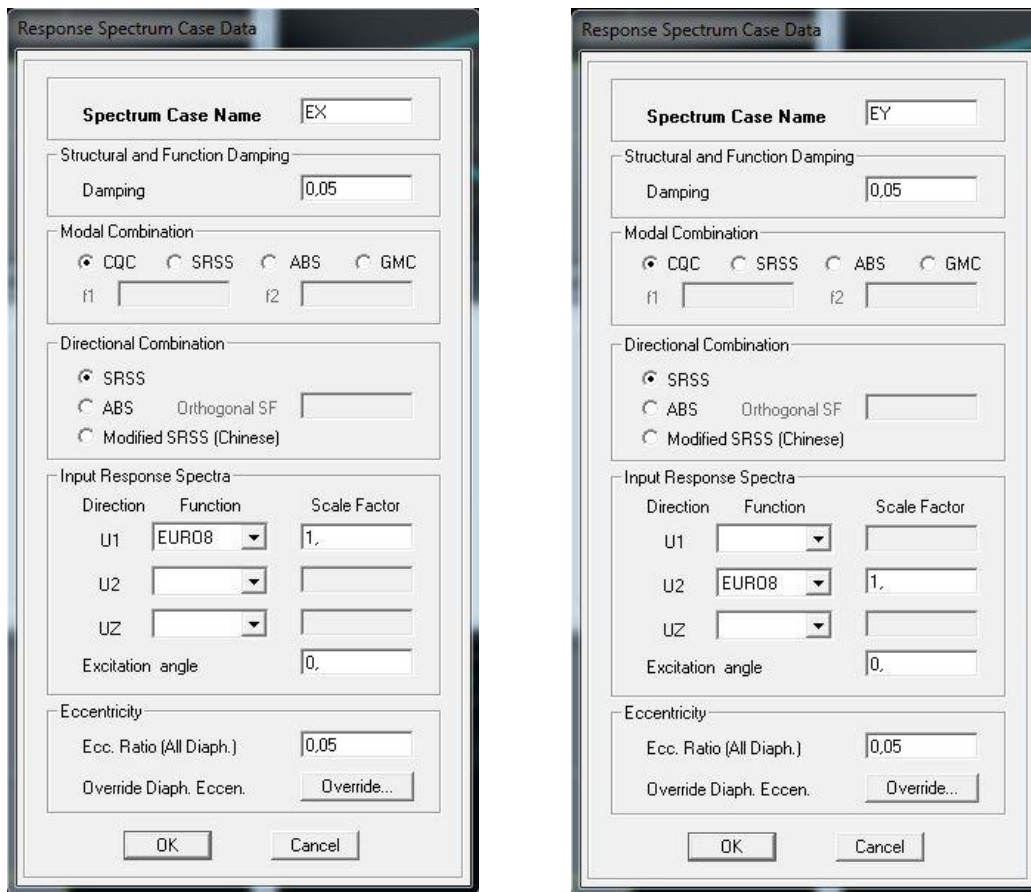 Response Spectrum Case Data
Spectrum Case Name EX
Structural and Function Damping
Damping 0,05
Modal Combination
CQC SRSS ABS GMC
f1 f2
Directional Combination
SRSS
ABS Orthogonal SF
Modified SRSS (Chinese)
Input Response Spectra
Direction Function Scale Factor
U1 EURO8 1,
U2
UZ
Excitation angle 0,
Eccentricity
Ecc. Ratio (All Diaph.) 0,05
Override Diaph. Eccen. Override...
OK Cancel
Response Spectrum Case Data
Spectrum Case Name EY
Structural and Function Damping
Damping 0,05
Modal Combination
CQC SRSS ABS GMC
f1 f2
Directional Combination
SRSS
ABS Orthogonal SF
Modified SRSS (Chinese)
Input Response Spectra
Direction Function Scale Factor
U1
U2 EURO8 1,
UZ
Excitation angle 0,
Eccentricity
Ecc. Ratio (All Diaph.) 0,05
Override Diaph. Eccen. Override...
OK Cancel